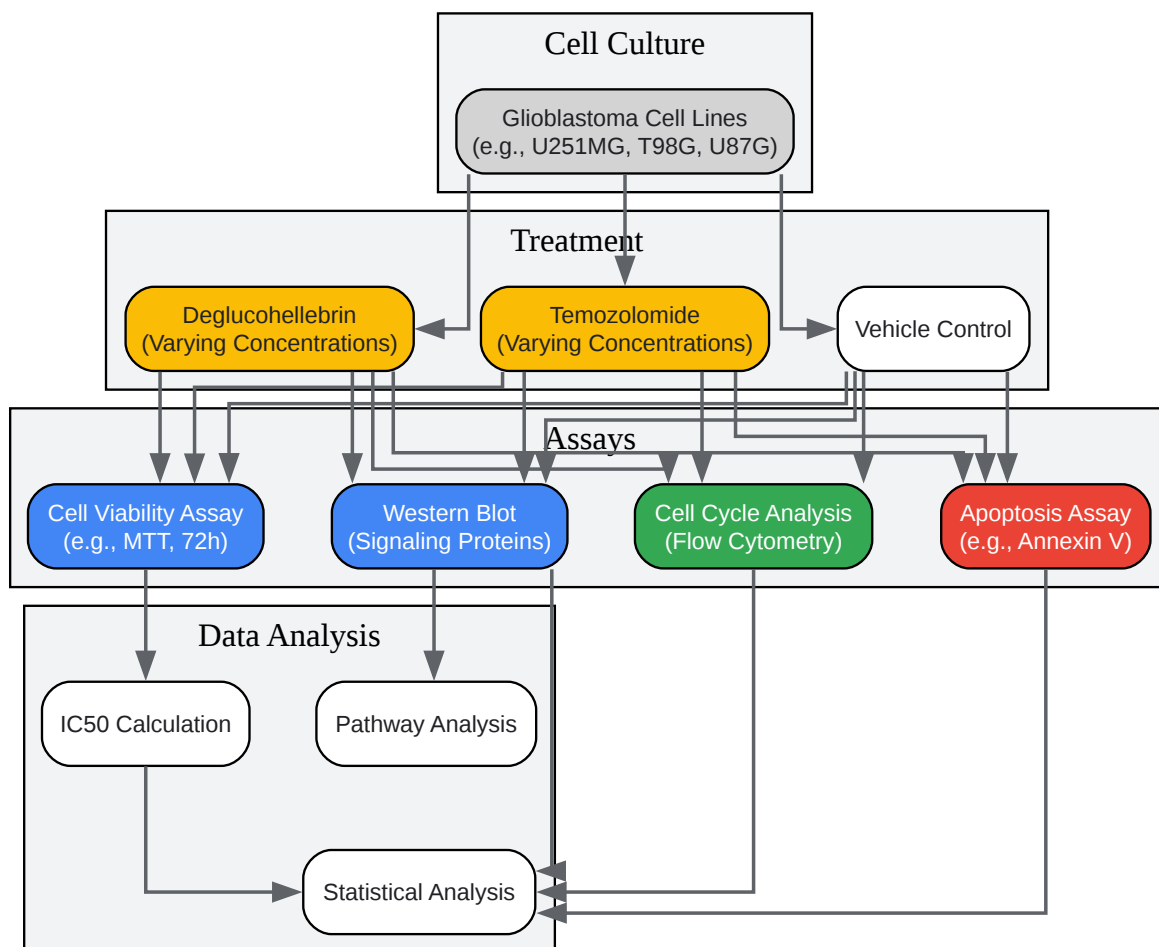 Cell Culture
Glioblastoma Cell Lines
(e.g., U251MG, T98G, U87G)
Treatment
Deglucohellebrin
(Varying Concentrations)
Temozolomide
(Varying Concentrations)
Vehicle Control
Assays
Cell Viability Assay
(e.g., MTT, 72h)
Western Blot
(Signaling Proteins)
Cell Cycle Analysis
(Flow Cytometry)
Apoptosis Assay
(e.g., Annexin V)
Data Analysis
IC50 Calculation
Pathway Analysis
Statistical Analysis